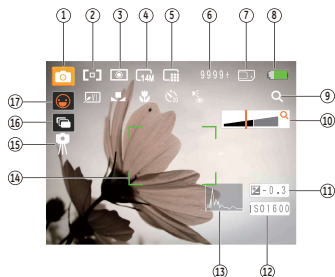 ① ② ③ ④ ⑤ ⑥ ⑦ ⑧
14M 9999+
⑰ ⑨
⑯ ⑩
⑮
⑭ -0.3 ⑪
ISO1600
⑬ ⑫